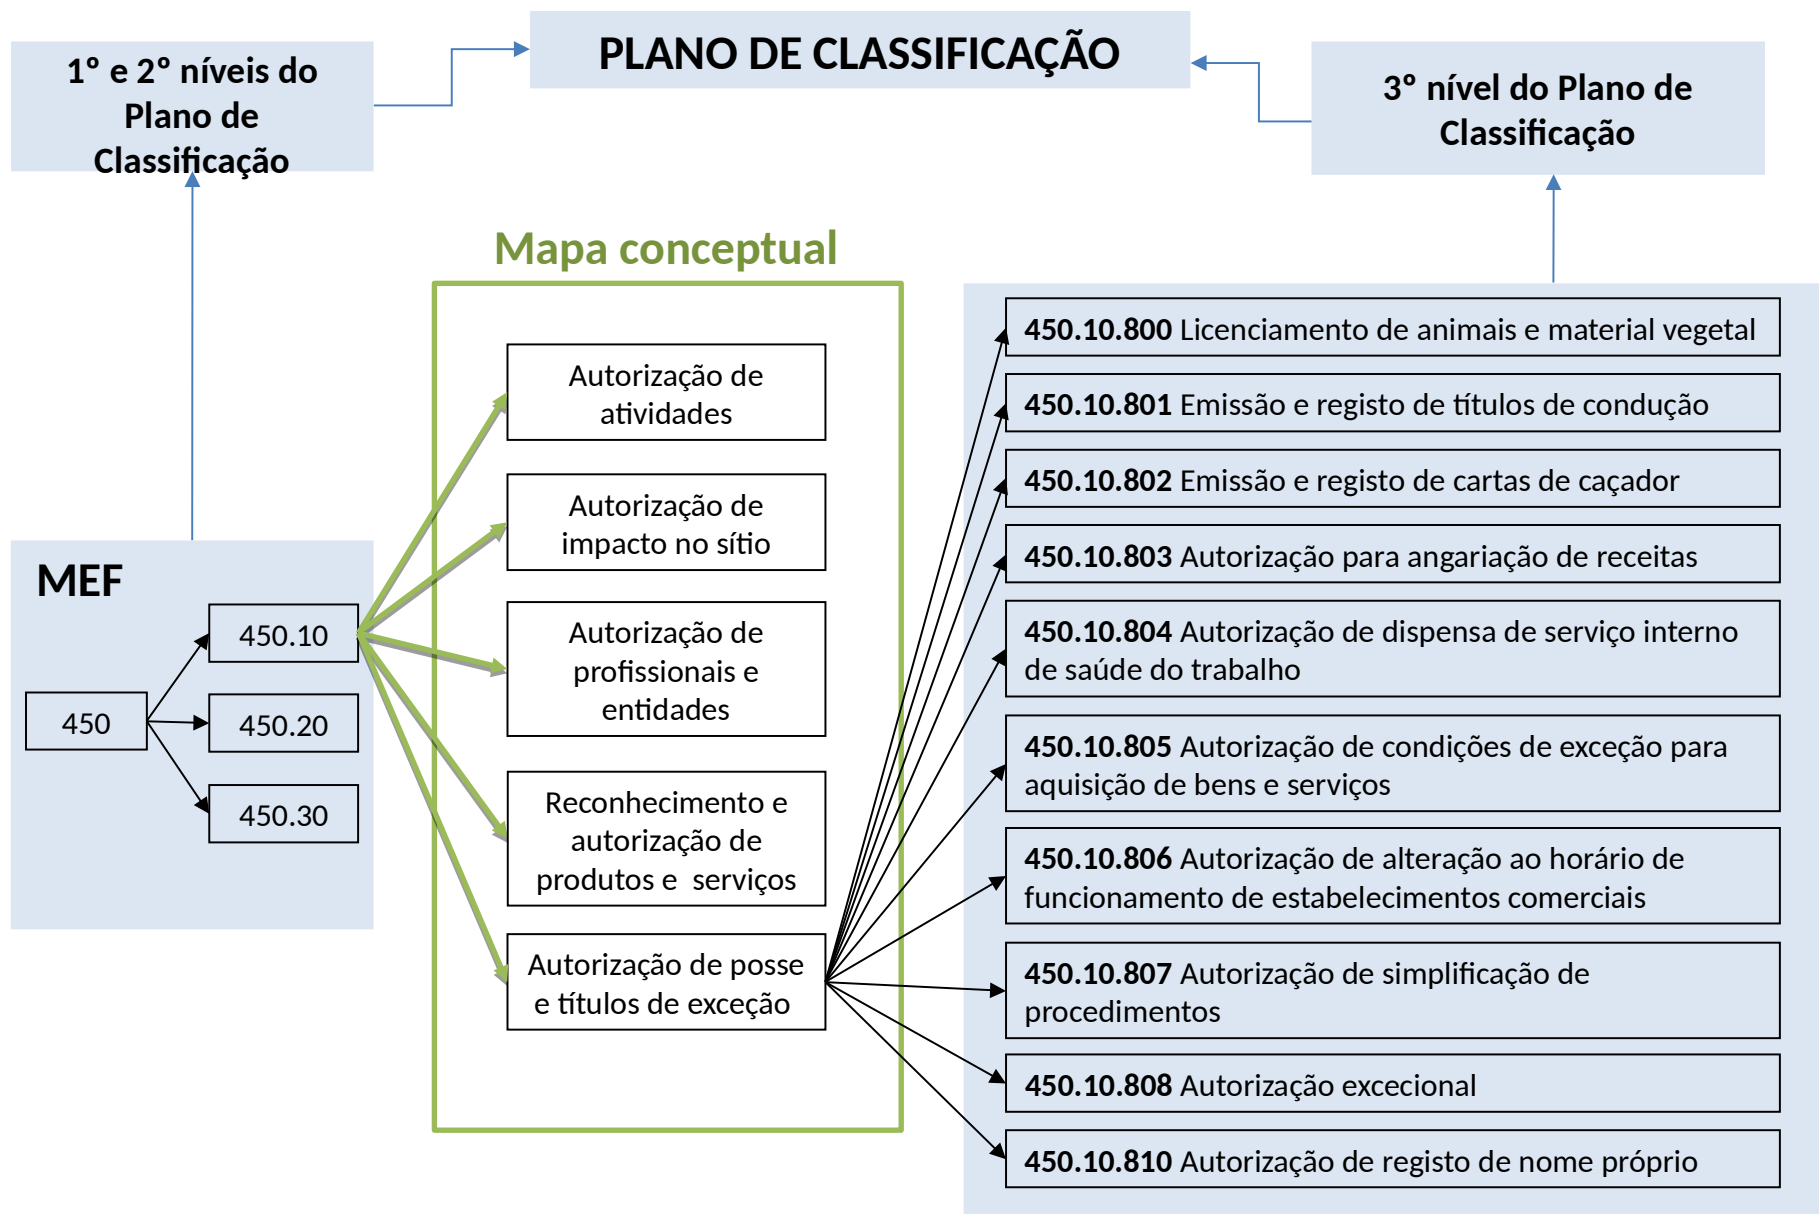 PLANO DE CLASSIFICAÇÃO
1º e 2º níveis do
Plano de
Classificação
3º nível do Plano de
Classificação
Mapa conceptual
MEF
450
450.10
450.20
450.30
Autorização de
atividades
Autorização de
impacto no sítio
Autorização de
profissionais e
entidades
Reconhecimento e
autorização de
produtos e  serviços
Autorização de posse
e títulos de exceção
450.10.800 Licenciamento de animais e material vegetal
450.10.801 Emissão e registo de títulos de condução
450.10.802 Emissão e registo de cartas de caçador
450.10.803 Autorização para angariação de receitas
450.10.804 Autorização de dispensa de serviço interno
de saúde do trabalho
450.10.805 Autorização de condições de exceção para
aquisição de bens e serviços
450.10.806 Autorização de alteração ao horário de
funcionamento de estabelecimentos comerciais
450.10.807 Autorização de simplificação de
procedimentos
450.10.808 Autorização excecional
450.10.810 Autorização de registo de nome próprio